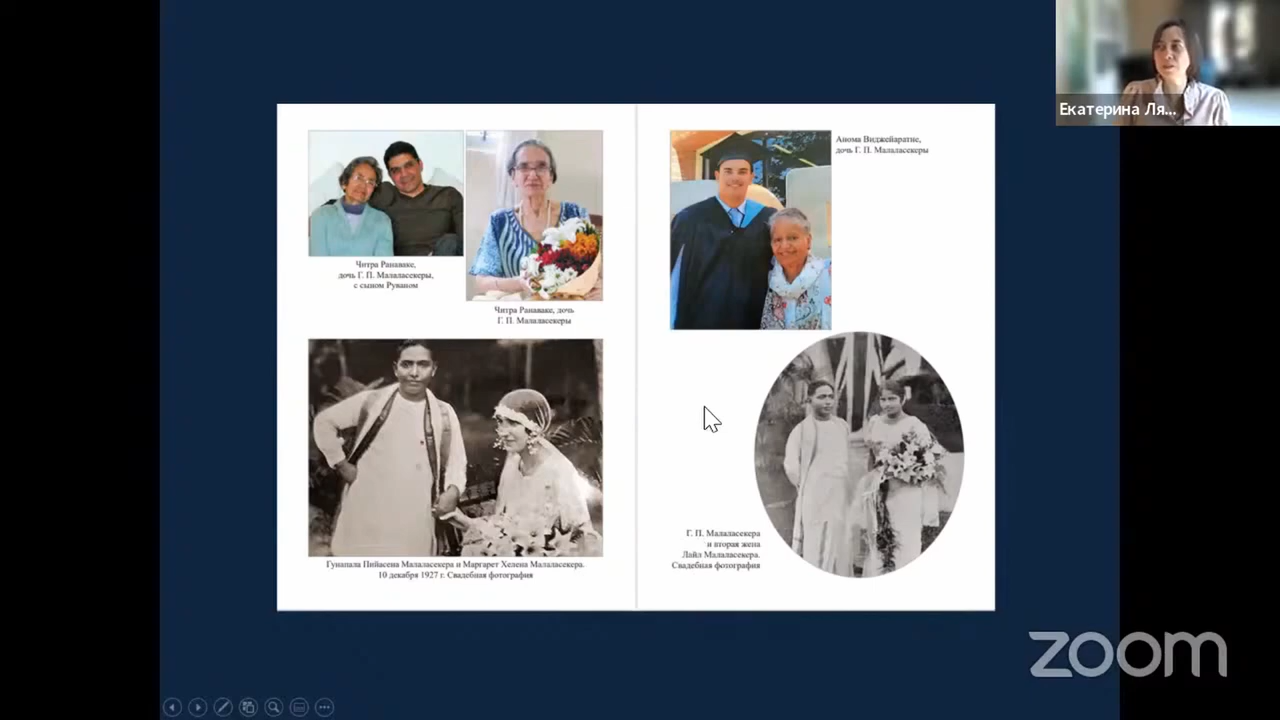 Екатерина Ля...
Читра Ранаваке,
дочь Г. П. Малаласекеры,
с сыном Руваном
Читра Ранаваке, дочь
Г. П. Малаласекеры
Гунапала Пийасена Малаласекера и Маргарет Хелена Малаласекера.
10 декабря 1927 г. Свадебная фотография
Анома Виджейаратне,
дочь Г. П. Малаласекеры
Г. П. Малаласекера
и вторая жена
Лайл Малаласекера.
Свадебная фотография
zoom